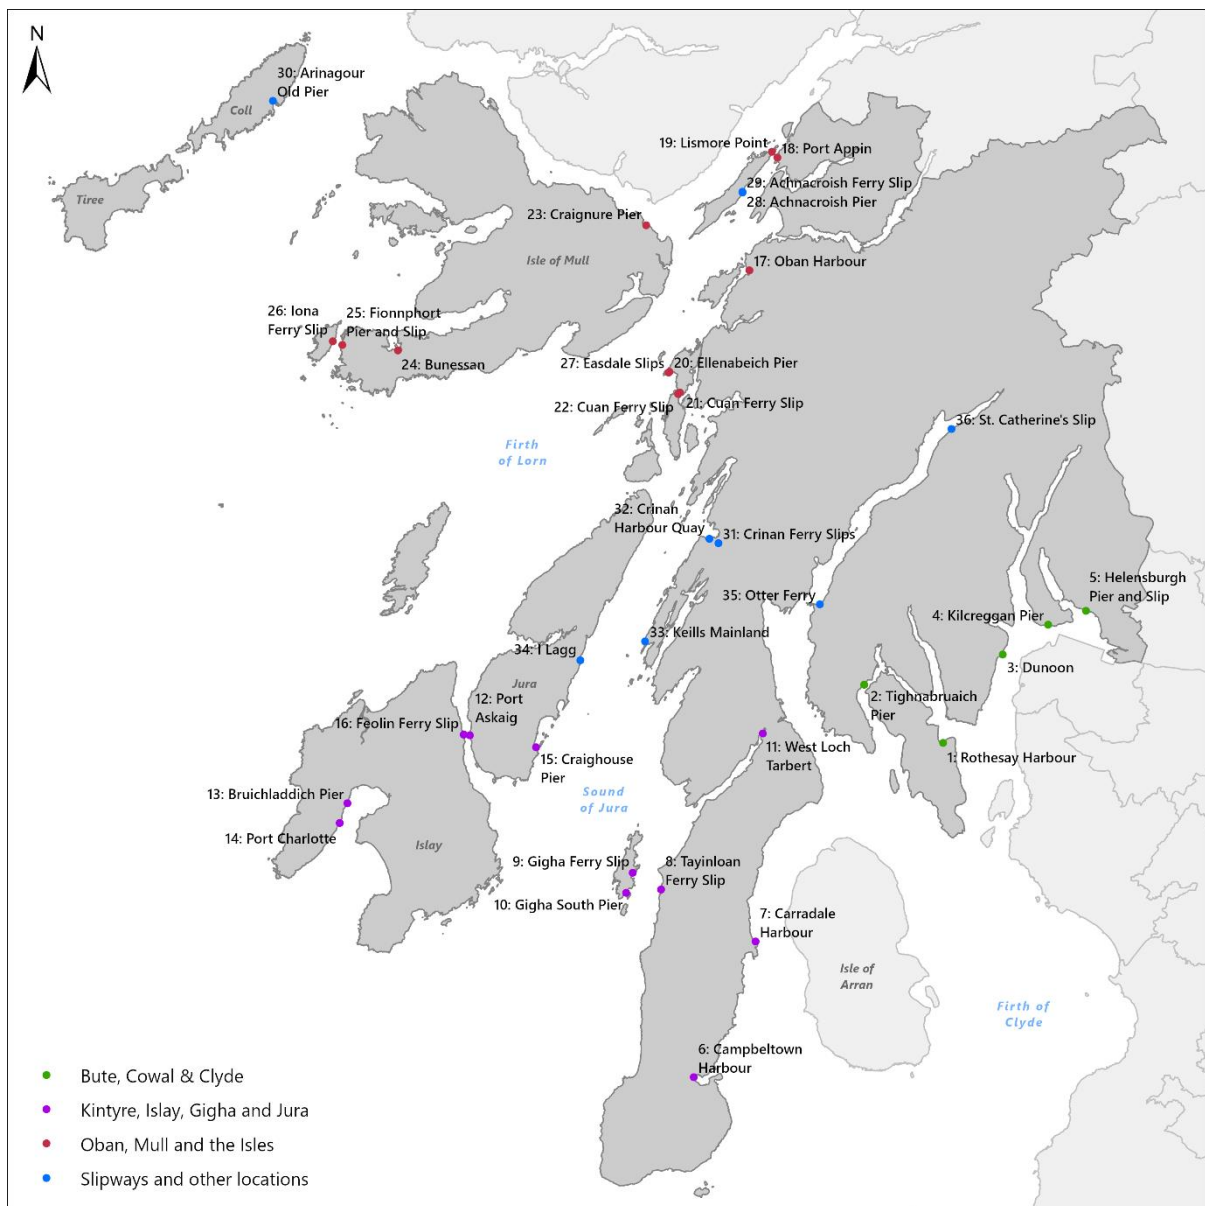 N
30: Arinagour
Old Pier
Coll
Tiree
19: Lismore Point
18: Port Appin
29: Achnacroish Ferry Slip
28: Achnacroish Pier
23: Craignure Pier
Isle of Mull
17: Oban Harbour
26: Iona
Ferry Slip
25: Fionnphort
Pier and Slip
24: Bunessan
27: Easdale Slips
20: Ellenabeich Pier
22: Cuan Ferry Slip
21: Cuan Ferry Slip
36: St. Catherine's Slip
Firth
of Lorn
32: Crinan
Harbour Quay
31: Crinan Ferry Slips
35: Otter Ferry
5: Helensburgh
Pier and Slip
4: Kilcreggan Pier
33: Keills Mainland
3: Dunoon
34: I Lagg
Jura
2: Tighnabruaich
Pier
12: Port
Askaig
16: Feolin Ferry Slip
11: West Loch
Tarbert
1: Rothesay Harbour
15: Craighouse
Pier
13: Bruichladdich Pier
Sound
of Jura
14: Port Charlotte
Islay
9: Gigha Ferry Slip
8: Tayinloan
Ferry Slip
10: Gigha South Pier
7: Carradale
Harbour
Isle of
Arran
Firth of
Clyde
6: Campbeltown
Harbour
Bute, Cowal & Clyde
Kintyre, Islay, Gigha and Jura
Oban, Mull and the Isles
Slipways and other locations